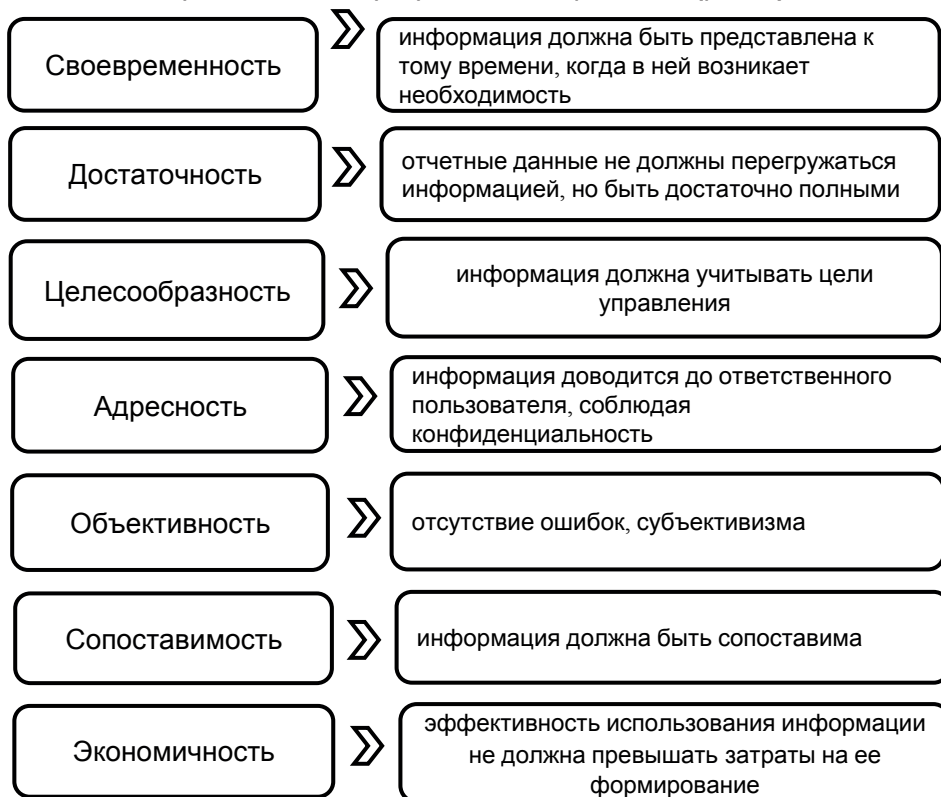 Своевременность
информация должна быть представлена к
тому времени, когда в ней возникает
необходимость
Достаточность
отчетные данные не должны перегружаться
информацией, но быть достаточно полными
Целесообразность
информация должна учитывать цели
управления
Адресность
информация доводится до ответственного
пользователя, соблюдая
конфиденциальность
Объективность
отсутствие ошибок, субъективизма
Сопоставимость
информация должна быть сопоставима
Экономичность
эффективность использования информации
не должна превышать затраты на ее
формирование